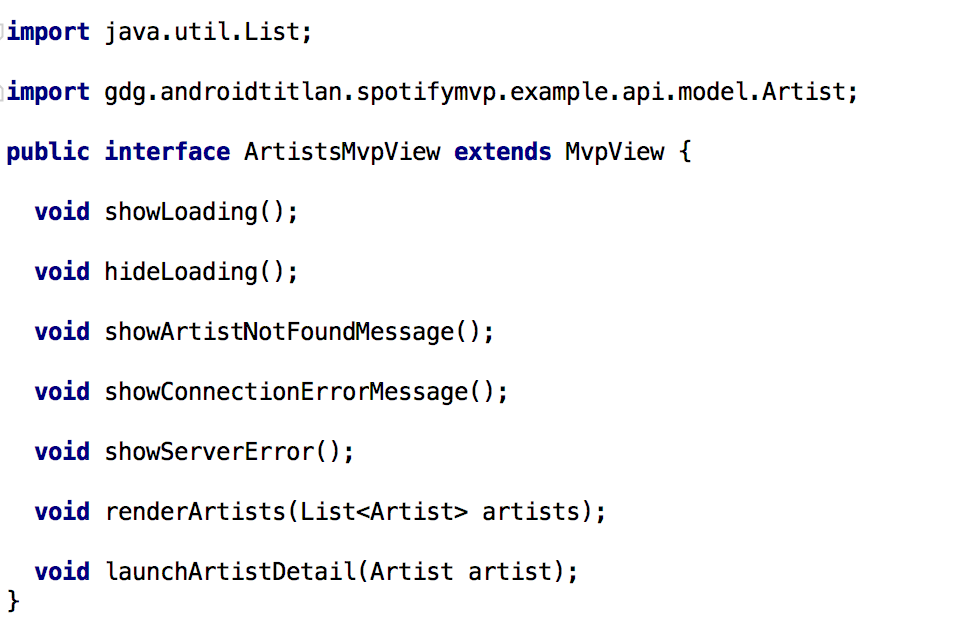 import java.util.List;
import gdg.androidtitlan.spotifymvp.example.api.model.Artist;
public interface ArtistsMvpView extends MvpView {
void showLoading();
void hideLoading();
void showArtistNotFoundMessage();
void showConnectionErrorMessage();
void showServerError();
void renderArtists(List<Artist> artists);
void launchArtistDetail(Artist artist);
}